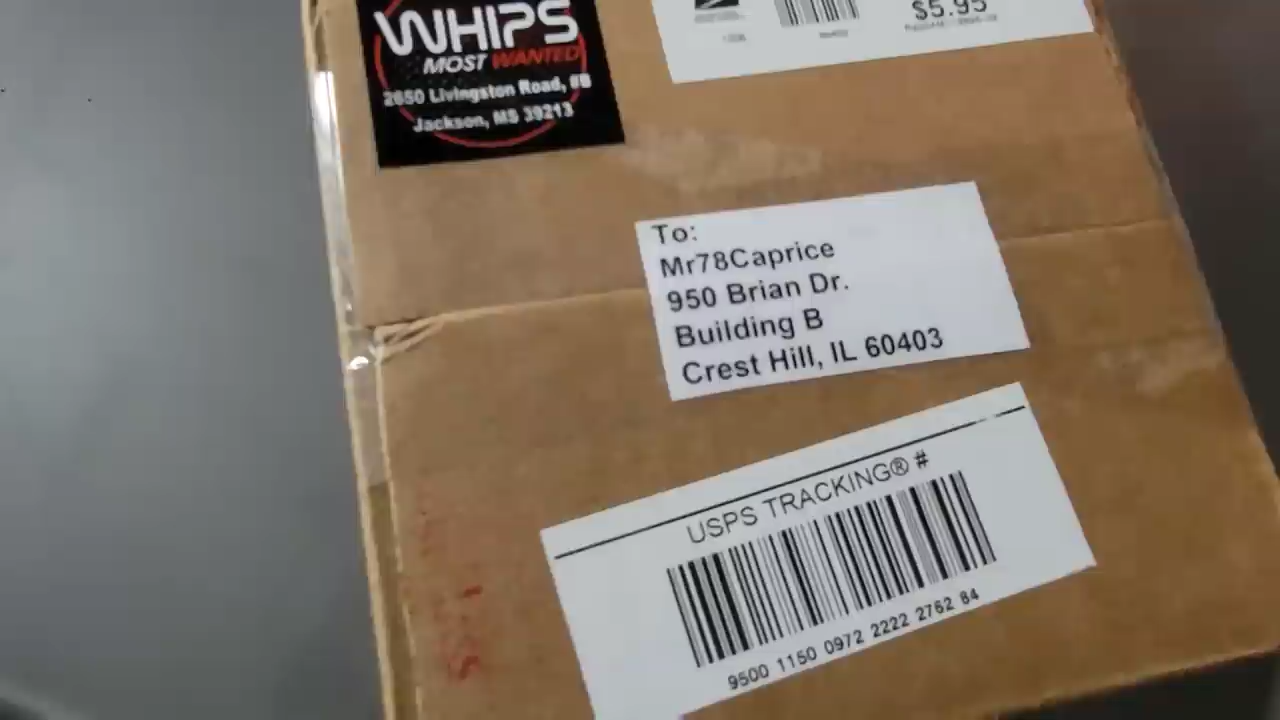 WHIPS
MOST WANTED
2650 Livingston Road, #B
Jackson, MS 39213
$5.95
To:
Mr78Caprice
950 Brian Dr.
Building B
Crest Hill, IL 60403
USPS TRACKING® #
9500 1150 0972 2222 2762 84